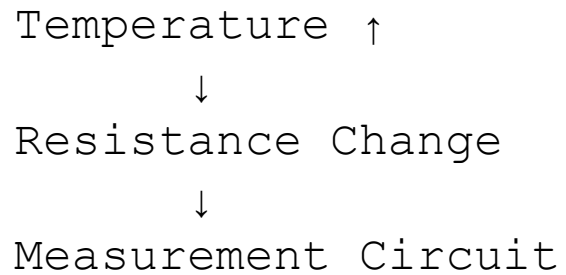 Temperature ↑
↓
Resistance Change
↓
Measurement Circuit